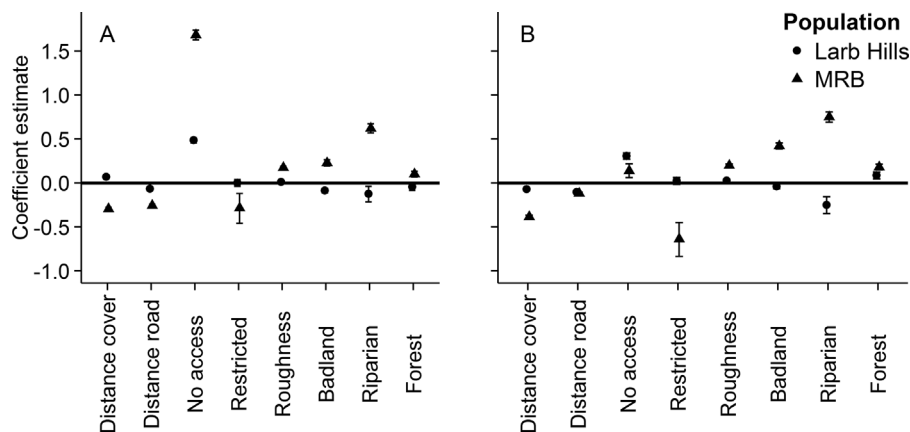 A
B
Population
Larb Hills
MRB
Coefficient estimate
1.5
1.0
0.5
0.0
-0.5
-1.0
Distance cover
Distance road
No access
Restricted
Roughness
Badland
Riparian
Forest
Distance cover
Distance road
No access
Restricted
Roughness
Badland
Riparian
Forest